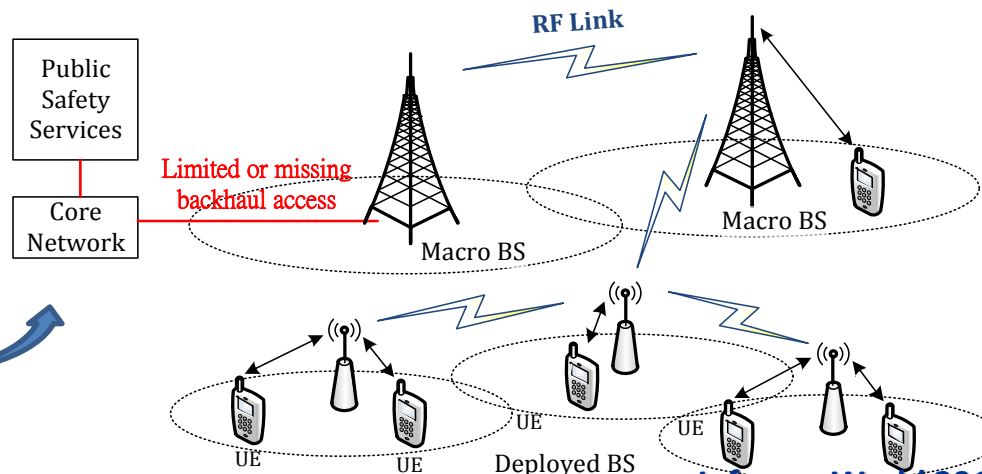 RF Link
Public
Safety
Services
Limited or missing
backhaul access
Core
Network
Macro BS
Macro BS
UE
UE
UE
UE
Deployed BS